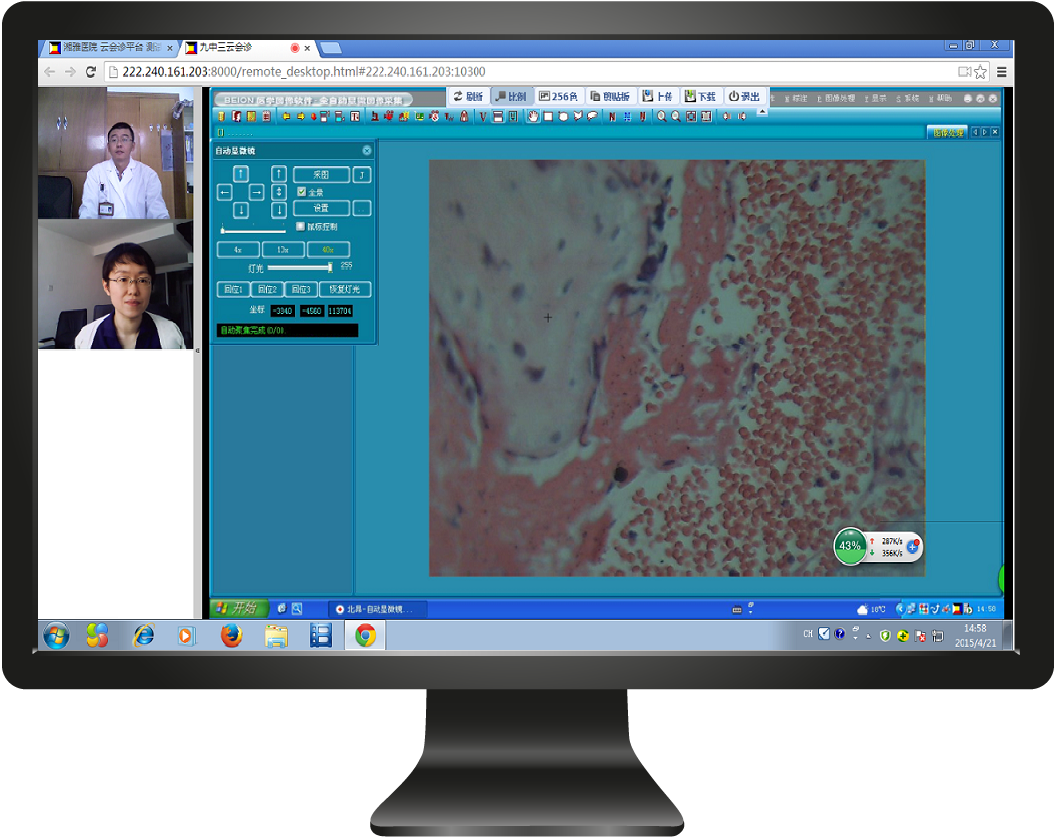 湘雅医院 云会诊平台 测试
九申三云会诊
222.240.161.203:8000/remote_desktop.html#222.240.161.203:10300
BEION 医学图像软件 全自动显微图像采集
刷新
比例
256色
剪贴板
上传
下载
退出
图像处理
显示
系统
帮助
图像处理
自动显微镜
采图
J
全景
设置
鼠标控制
4x
13x
40x
灯光
255
回位1
回位2
回位3
恢复灯光
坐标
=3340
=4560
113704
自动聚焦完成(0/0).
43%
287K/s
356K/s
开始
北昂-自动显微镜...
18℃
14:58
CH
14:58
2015/4/21